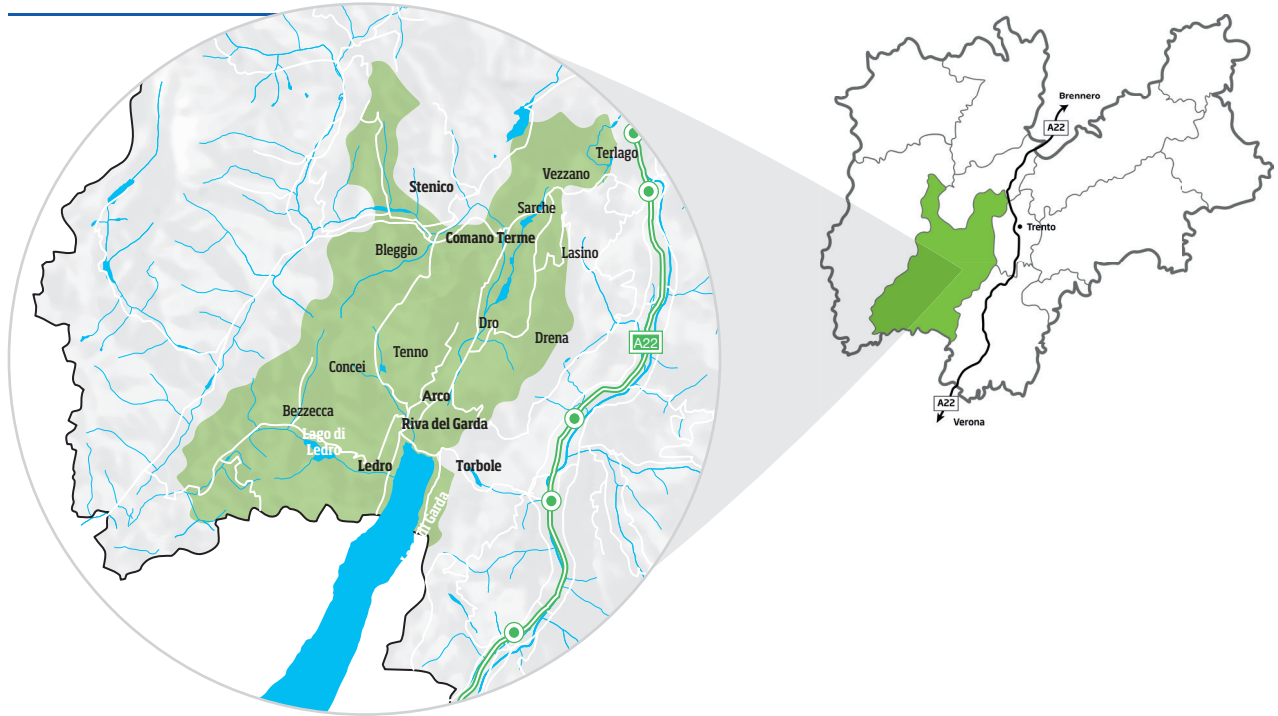 Terlago
Vezzano
Stenico
Sarche
Comano Terme
Bleggio
Lasino
Dro
Drena
A22
Tenno
Concei
Arco
Bezzecca
Riva del Garda
Lago di
Ledro
Ledro
Torbole
Garda
Brennero
A22
Trento
A22
Verona